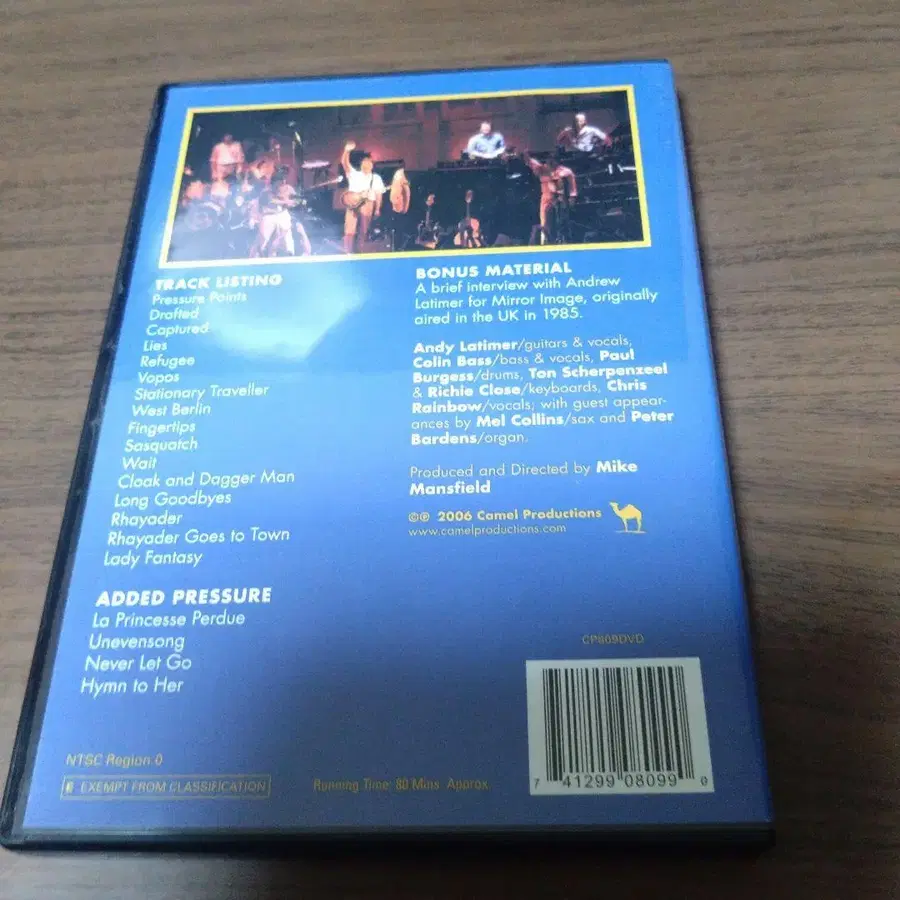 TRACK LISTING
Pressure Points
Drafted
Captured
Lies
Refugee
Vopos
Stationary Traveller
West Berlin
Fingertips
Sasquatch
Wait
Cloak and Dagger Man
Long Goodbyes
Rhayader
Rhayader Goes to Town
Lady Fantasy
ADDED PRESSURE
La Princesse Perdue
Unevensong
Never Let Go
Hymn to Her
BONUS MATERIAL
A brief interview with Andrew
Latimer for Mirror Image, originally
aired in the UK in 1985.
Andy Latimer/guitars & vocals,
Colin Bass/bass & vocals, Paul
Burgess/drums, Ton Scherpenzeel
& Richie Close/keyboards, Chris
Rainbow/vocals; with guest appear-
ances by Mel Collins/sax and Peter
Bardens/organ.
Produced and Directed by Mike
Mansfield
©℗ 2006 Camel Productions
www.camelproductions.com
CP809DVD
7 41299 08099 0
NTSC Region 0
E EXEMPT FROM CLASSIFICATION
Running Time 80 Mins Approx